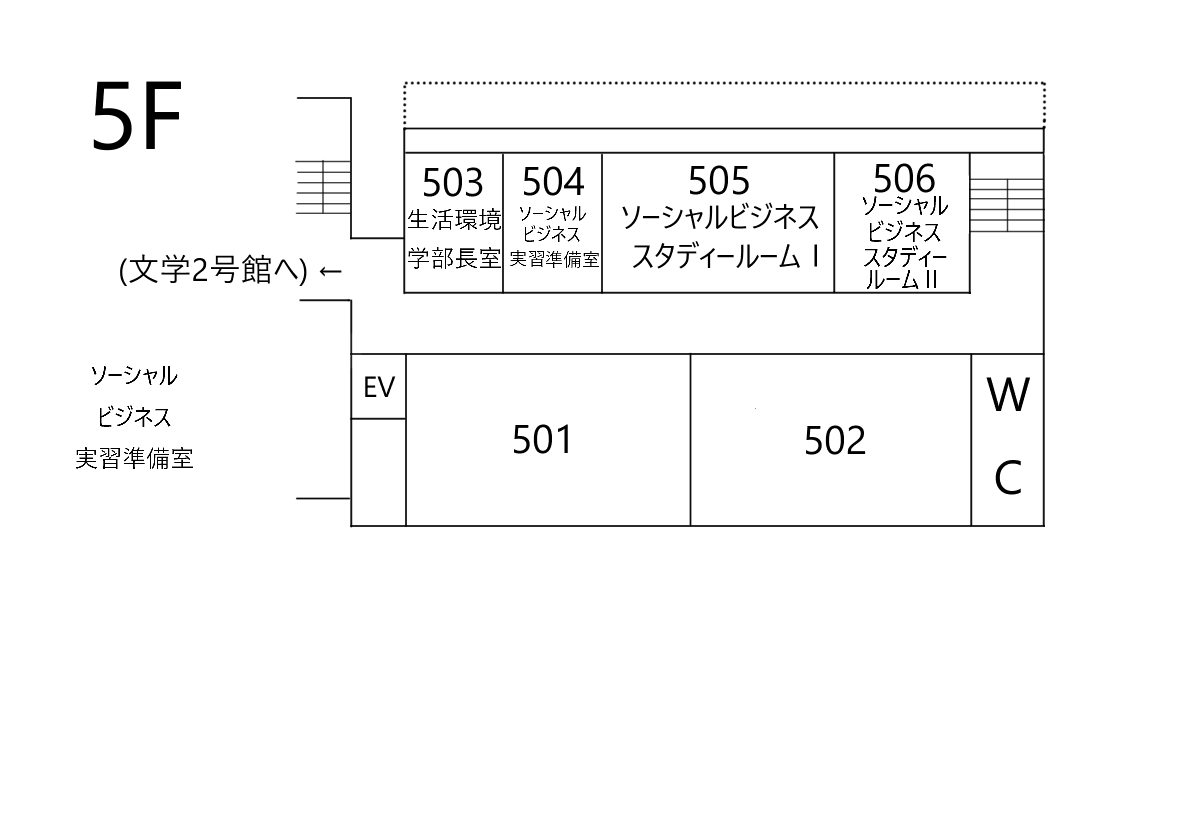 5F
503
生活環境
学部長室
504
ソーシャル
ビジネス
実習準備室
505
ソーシャルビジネス
スタディールームⅠ
506
ソーシャル
ビジネス
スタディー
ルームⅡ
(文学2号館へ) ←
ソーシャル
ビジネス
実習準備室
EV
501
502
W
C